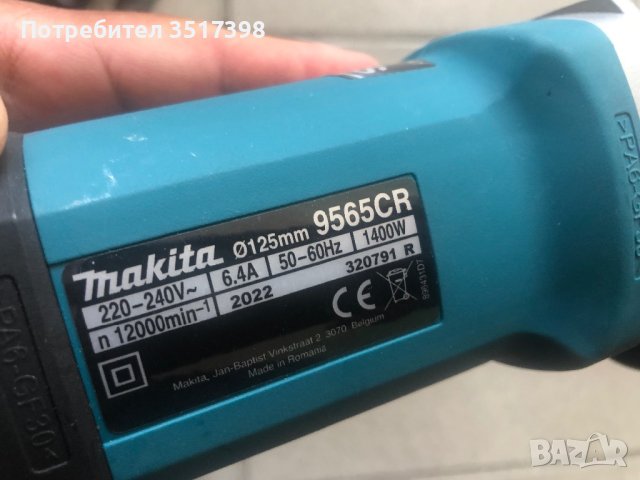 Потребител 3517398
makita Ø125mm 9565CR
220-240V~ 6.4A 50-60Hz 1400W
n 12000min-1 2022 320791 R
CE
Makita, Jan-Baptist Vinkstraat 2 3070, Belgium
Made in Romania
>PA6-GF30<
BAZAR